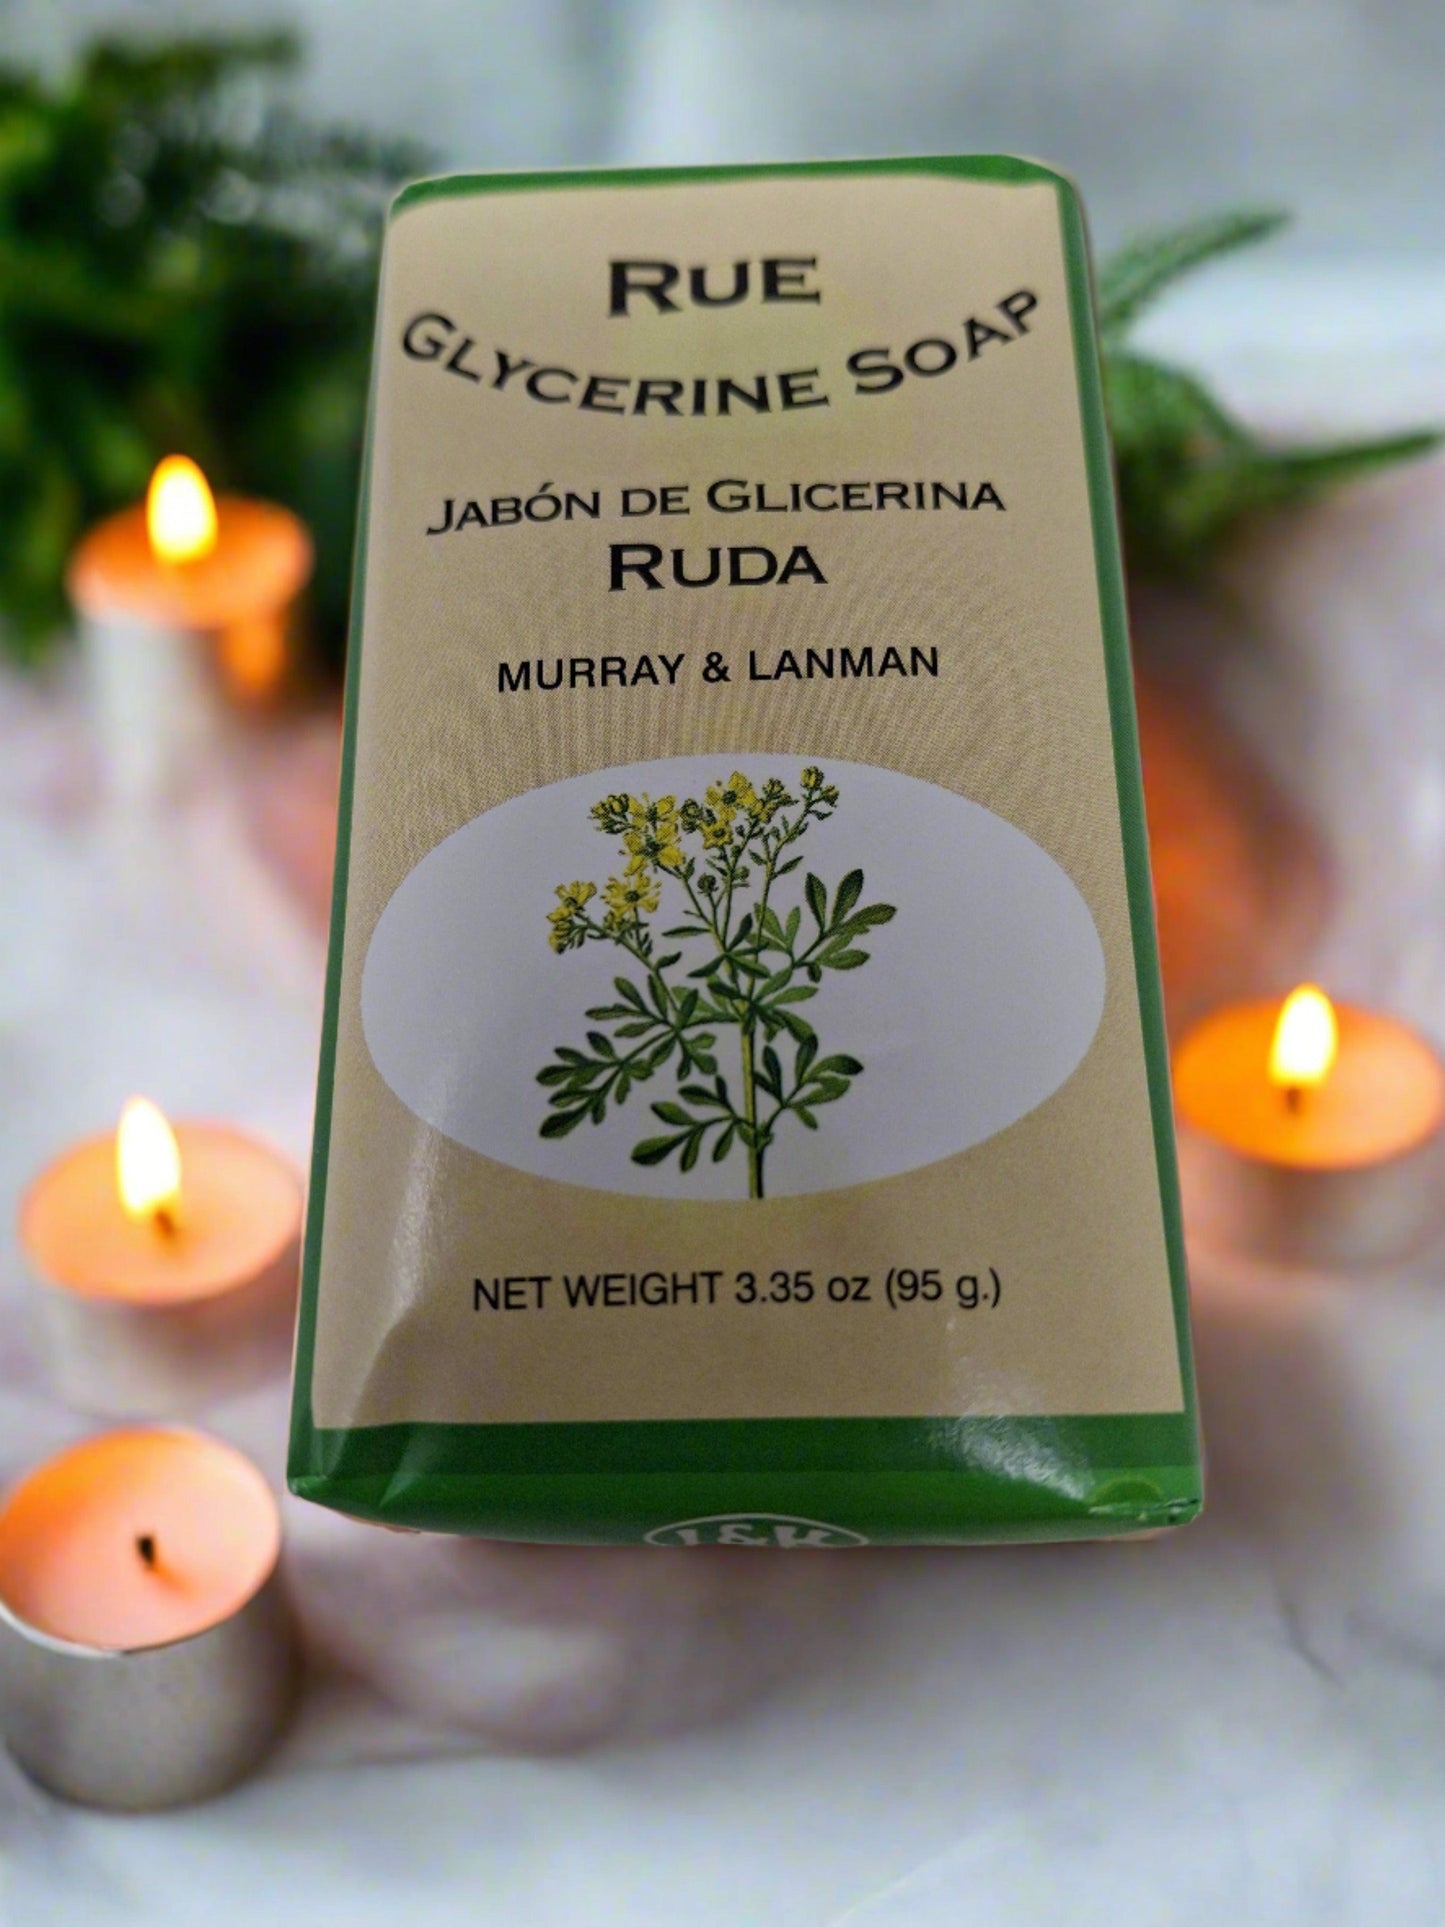 RUE
GLYCERINE SOAP
JABÓN DE GLICERINA
RUDA
MURRAY & LANMAN
NET WEIGHT 3.35 oz (95 g.)